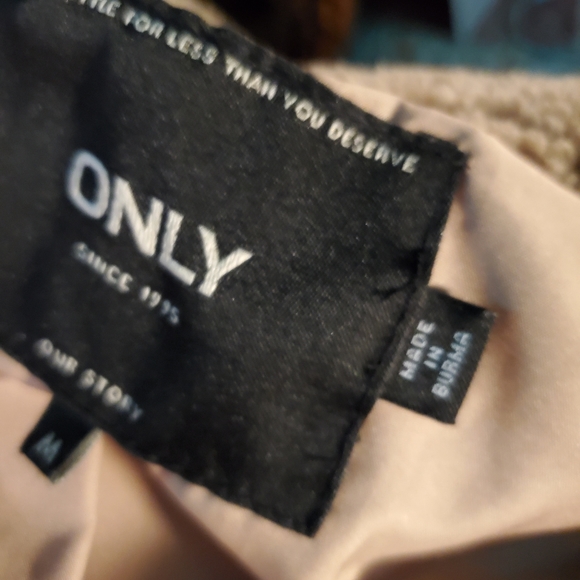 FOR LESS THAN YOU DESERVE
ONLY
SINCE 1995
OUR STORY
M
MADE
IN
BURMA